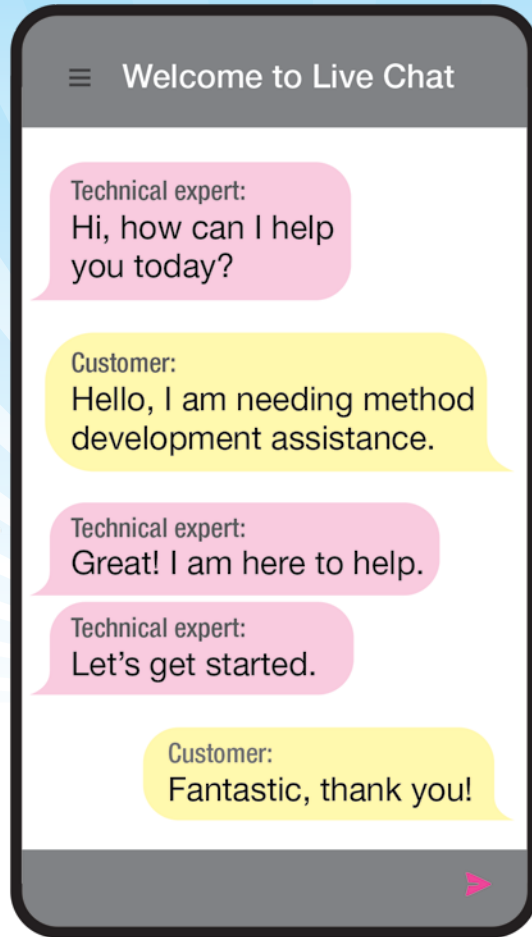 Welcome to Live Chat
Technical expert:
Hi, how can I help
you today?
Customer:
Hello, I am needing method
development assistance.
Technical expert:
Great! I am here to help.
Technical expert:
Let’s get started.
Customer:
Fantastic, thank you!